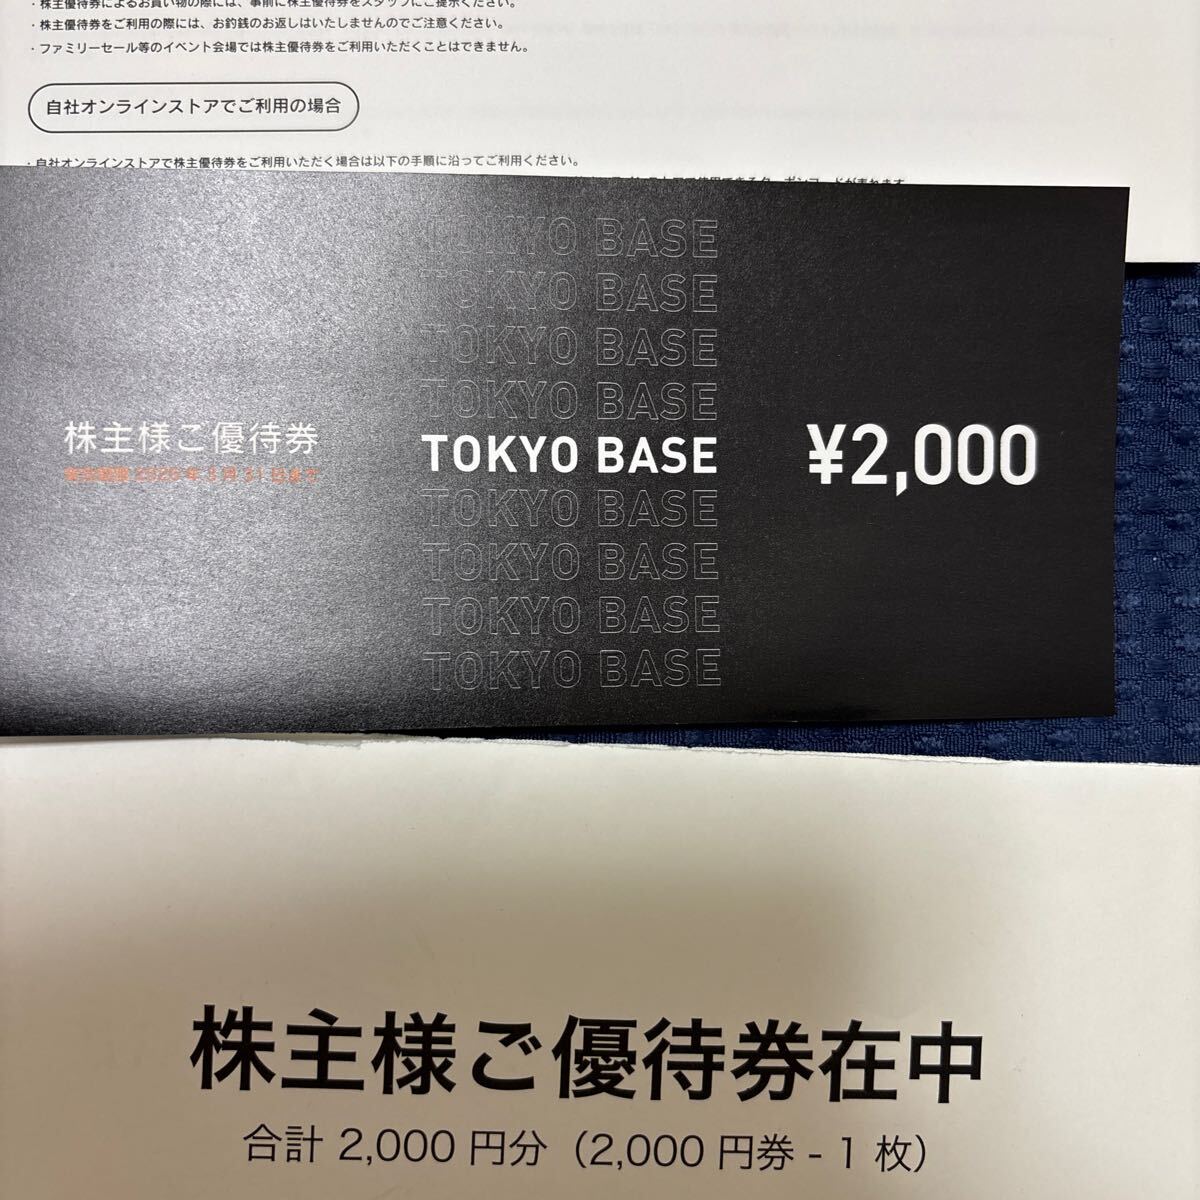 ・株主優待券によるお買い物の際には、事前に株主優待券をスタッフにご提示ください。
・株主優待券をご利用の際には、お釣銭のお返しはいたしませんのでご注意ください。
・ファミリーセール等のイベント会場では株主優待券をご利用いただくことはできません。
自社オンラインストアでご利用の場合
・自社オンラインストアで株主優待券をご利用いただく場合は以下の手順に沿ってご利用ください。
TOKYO BASE
TOKYO BASE
TOKYO BASE
TOKYO BASE
株主様ご優待券 TOKYO BASE ¥2,000
3月31日まで
TOKYO BASE
TOKYO BASE
TOKYO BASE
TOKYO BASE
株主様ご優待券在中
合計 2,000 円分（2,000 円券 - 1 枚）